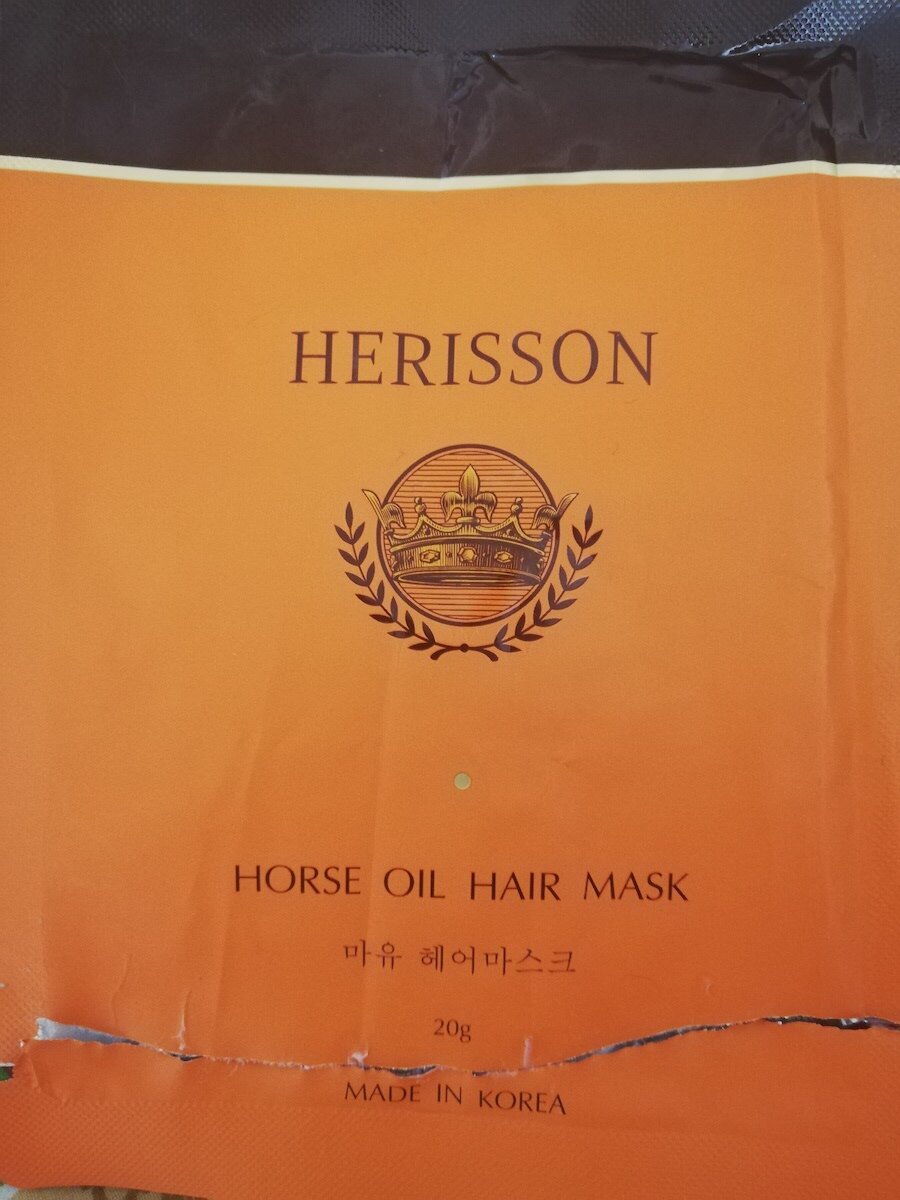 HERISSON
HORSE OIL HAIR MASK
마유 헤어마스크
20g
MADE IN KOREA